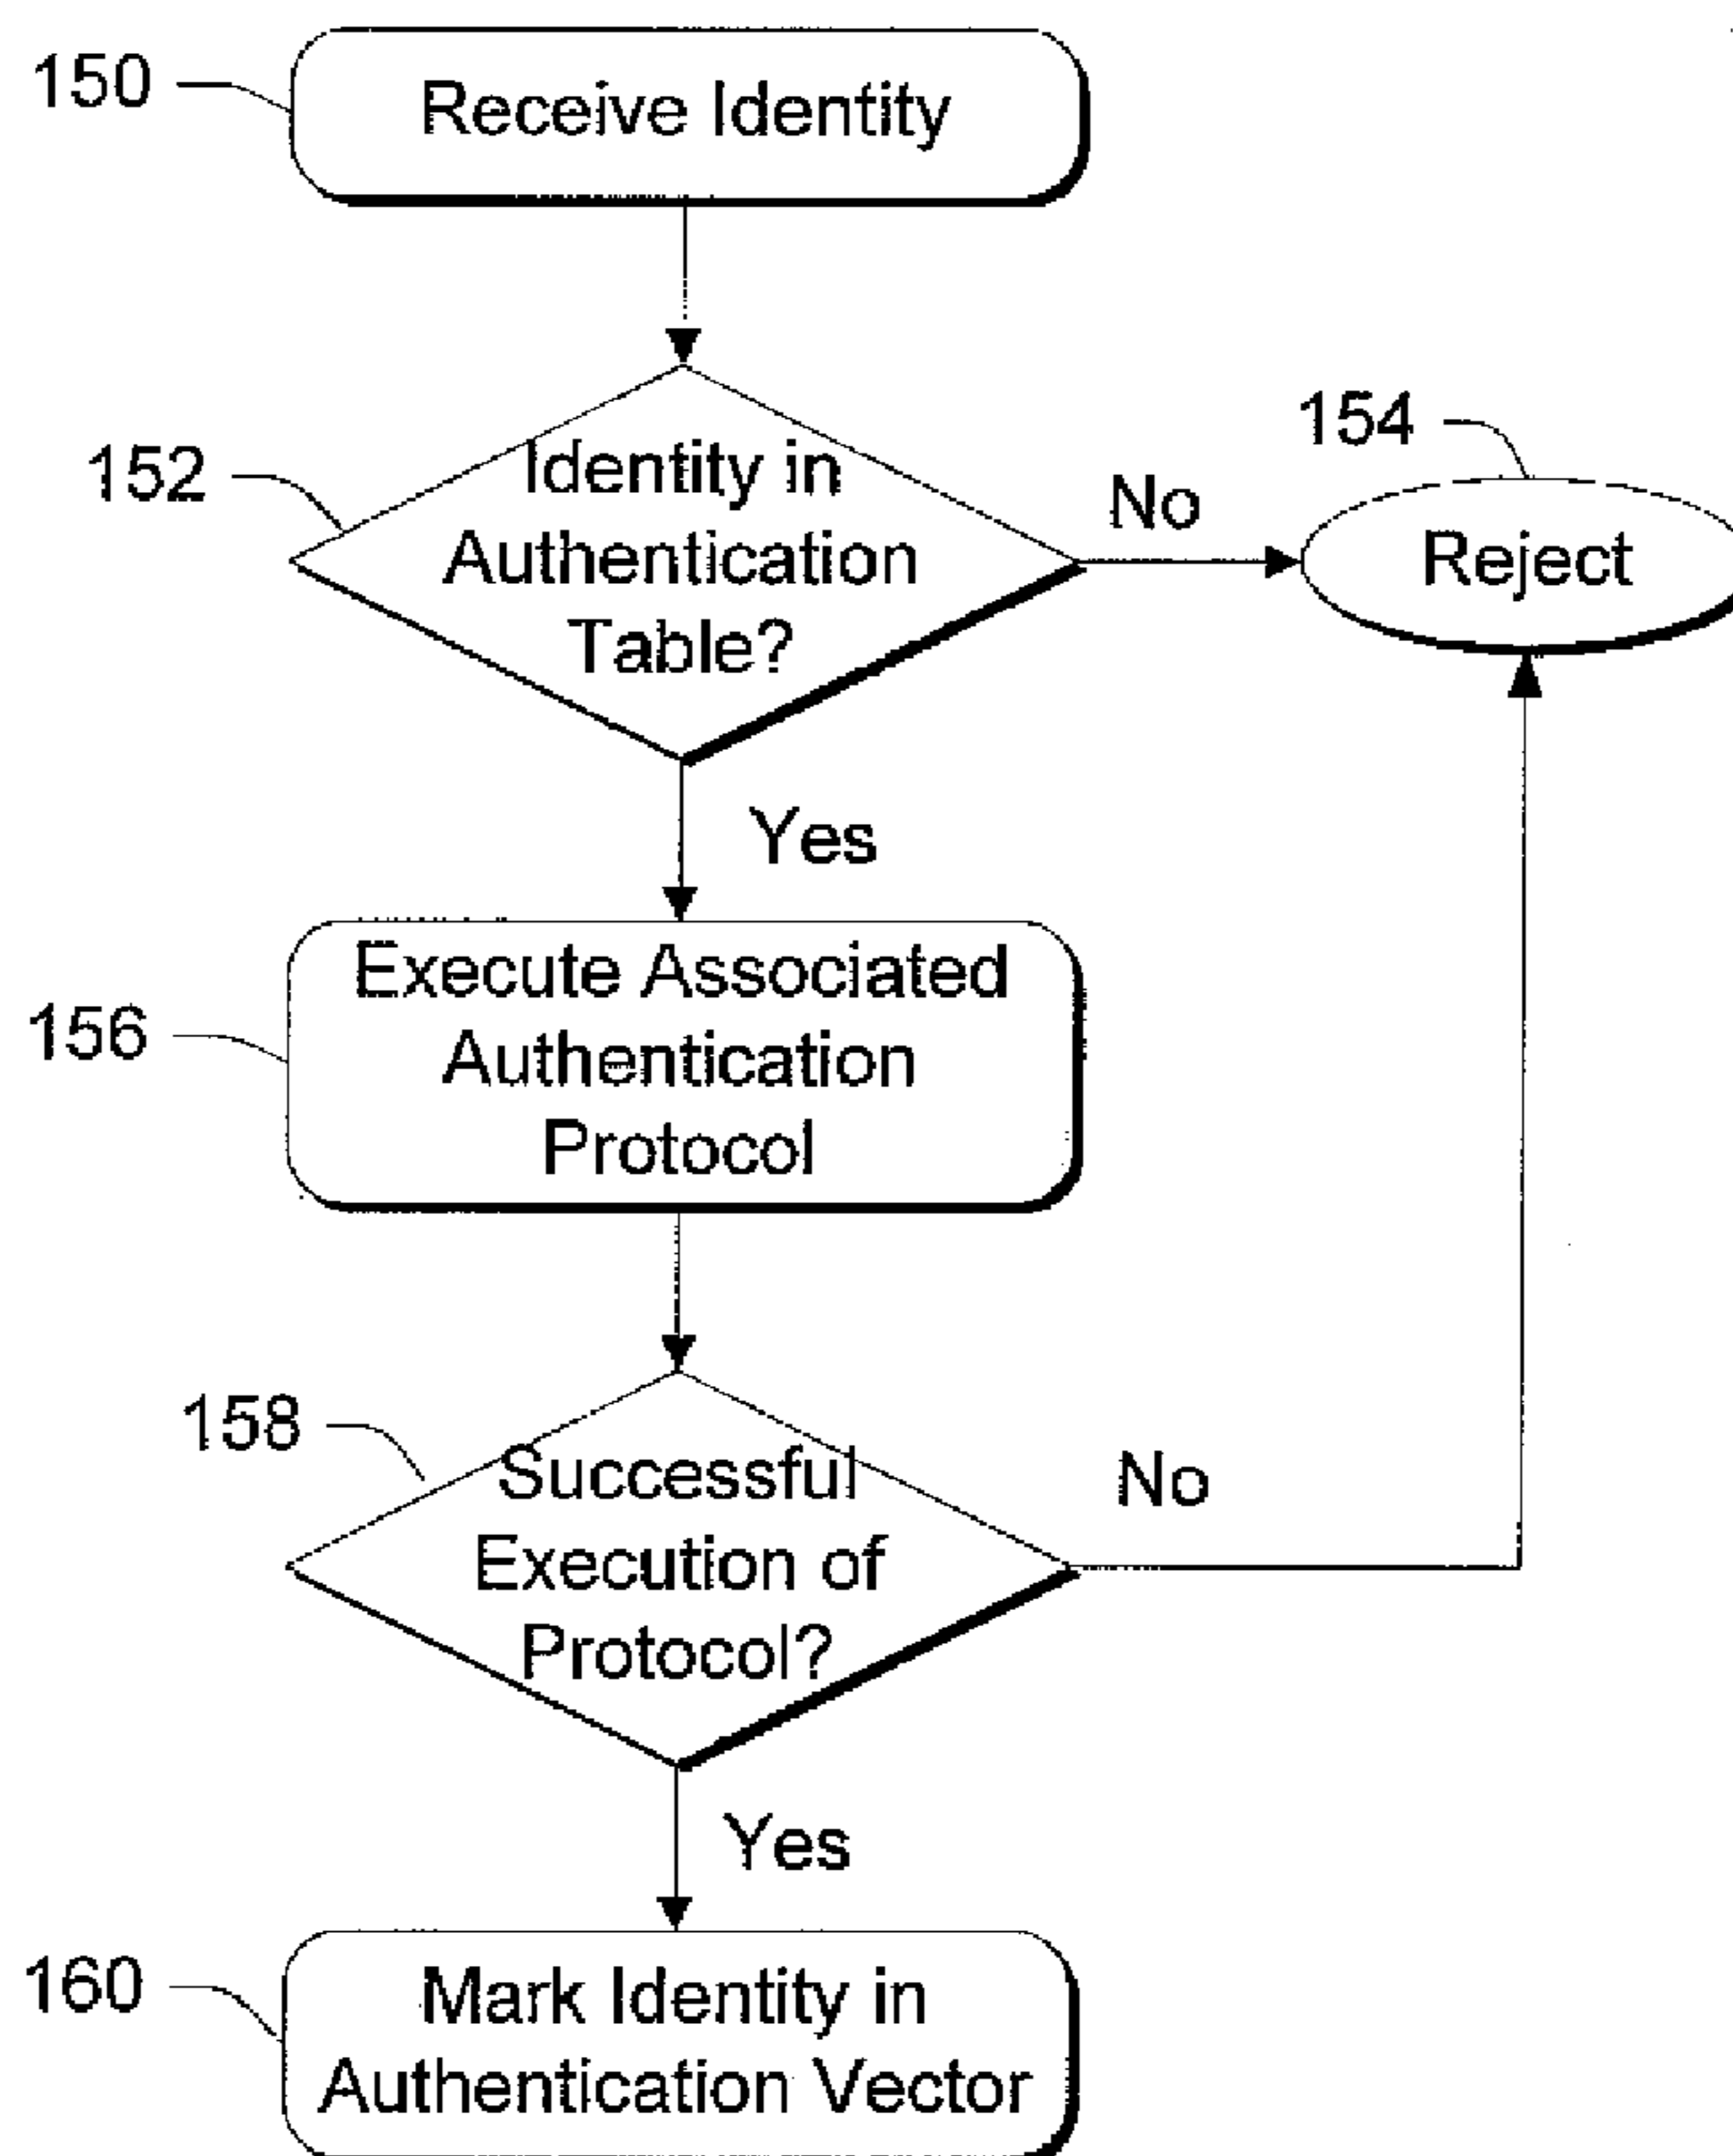 150
Receive Identity
152
Identity in
Authentication
Table?
No
154
Reject
Yes
156
Execute Associated
Authentication
Protocol
158
Successful
Execution of
Protocol?
No
Yes
160
Mark Identity in
Authentication Vector